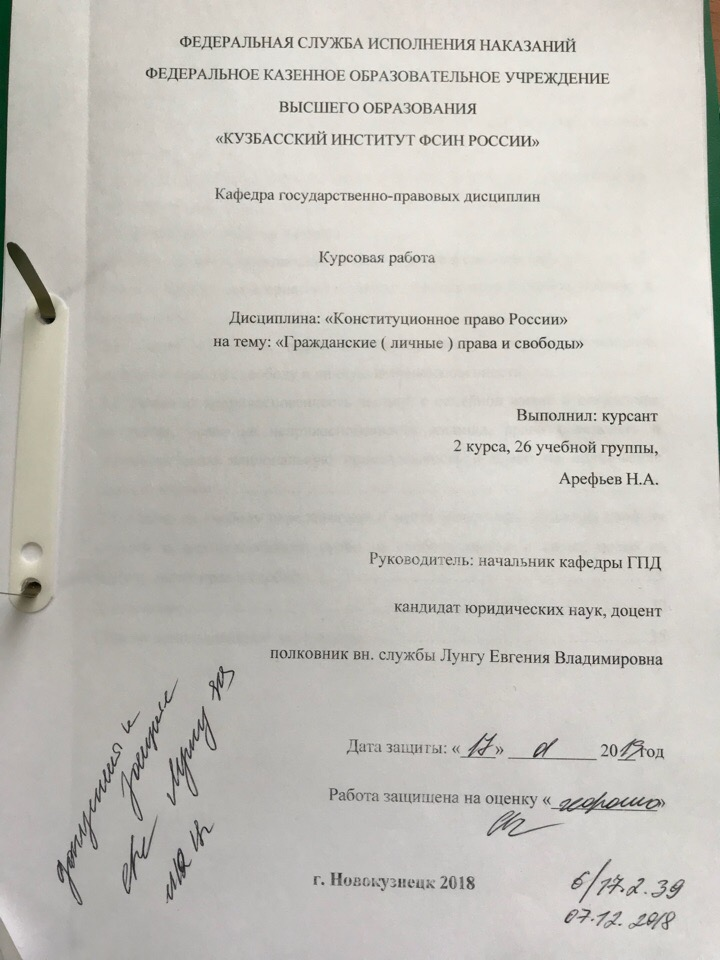 ФЕДЕРАЛЬНАЯ СЛУЖБА ИСПОЛНЕНИЯ НАКАЗАНИЙ
ФЕДЕРАЛЬНОЕ КАЗЕННОЕ ОБРАЗОВАТЕЛЬНОЕ УЧРЕЖДЕНИЕ
ВЫСШЕГО ОБРАЗОВАНИЯ
«КУЗБАССКИЙ ИНСТИТУТ ФСИН РОССИИ»
Кафедра государственно-правовых дисциплин
Курсовая работа
Дисциплина: «Конституционное право России»
на тему: «Гражданские ( личные ) права и свободы»
Выполнил: курсант
2 курса, 26 учебной группы,
Арефьев Н.А.
Руководитель: начальник кафедры ГПД
кандидат юридических наук, доцент
полковник вн. службы Лунгу Евгения Владимировна
Дата защиты: «17» 2019 год
Работа защищена на оценку «хорошо»
г. Новокузнецк 2018
6/17.2.39
07.12.2018